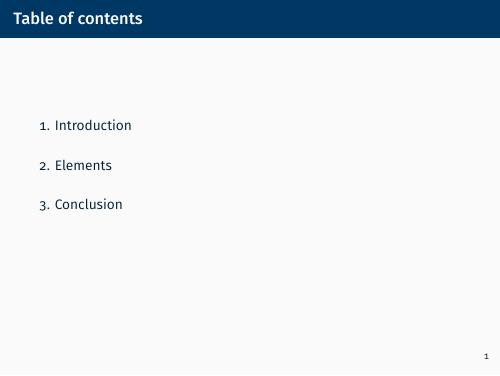 Table of contents
1. Introduction
2. Elements
3. Conclusion
1